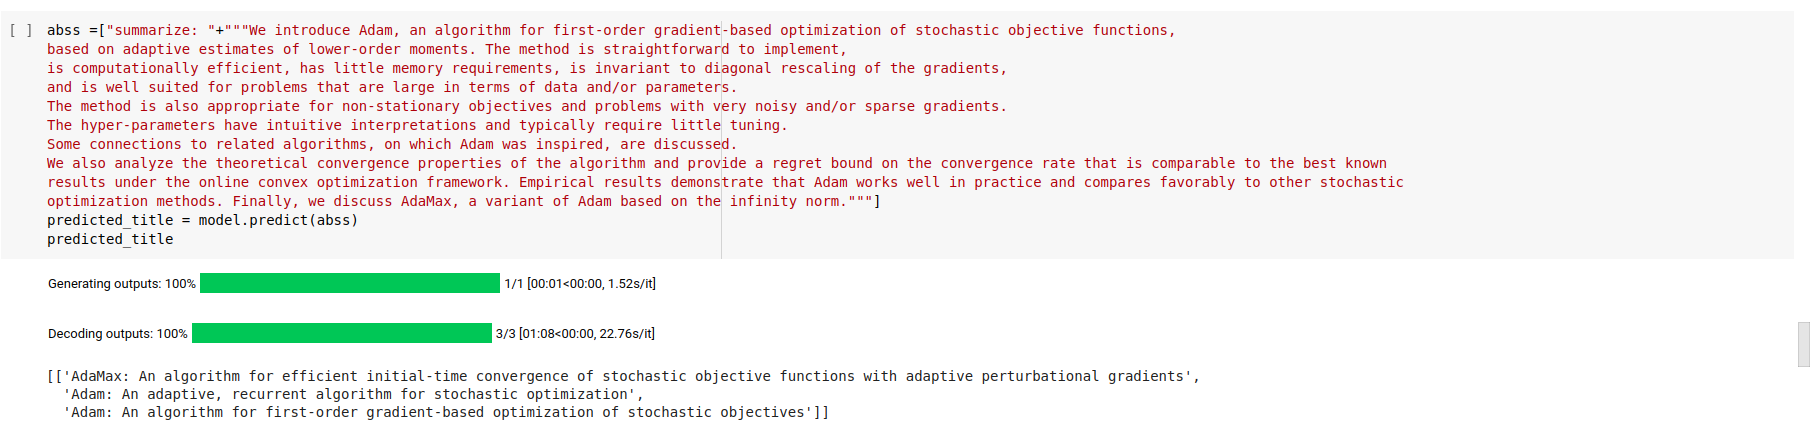 [ ] abss =["summarize: "+"""We introduce Adam, an algorithm for first-order gradient-based optimization of stochastic objective functions,
based on adaptive estimates of lower-order moments. The method is straightforward to implement,
is computationally efficient, has little memory requirements, is invariant to diagonal rescaling of the gradients,
and is well suited for problems that are large in terms of data and/or parameters.
The method is also appropriate for non-stationary objectives and problems with very noisy and/or sparse gradients.
The hyper-parameters have intuitive interpretations and typically require little tuning.
Some connections to related algorithms, on which Adam was inspired, are discussed.
We also analyze the theoretical convergence properties of the algorithm and provide a regret bound on the convergence rate that is comparable to the best known
results under the online convex optimization framework. Empirical results demonstrate that Adam works well in practice and compares favorably to other stochastic
optimization methods. Finally, we discuss AdaMax, a variant of Adam based on the infinity norm."""]
predicted_title = model.predict(abss)
predicted_title
Generating outputs: 100% 1/1 [00:01<00:00, 1.52s/it]
Decoding outputs: 100% 3/3 [01:08<00:00, 22.76s/it]
[['AdaMax: An algorithm for efficient initial-time convergence of stochastic objective functions with adaptive perturbational gradients',
'Adam: An adaptive, recurrent algorithm for stochastic optimization',
'Adam: An algorithm for first-order gradient-based optimization of stochastic objectives']]